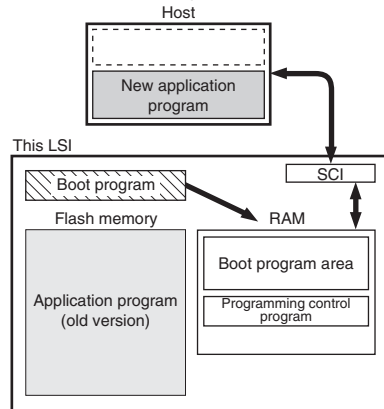 Host
New application
program
This LSI
SCI
Boot program
Flash memory
RAM
Application program
(old version)
Boot program area
Programming control
program